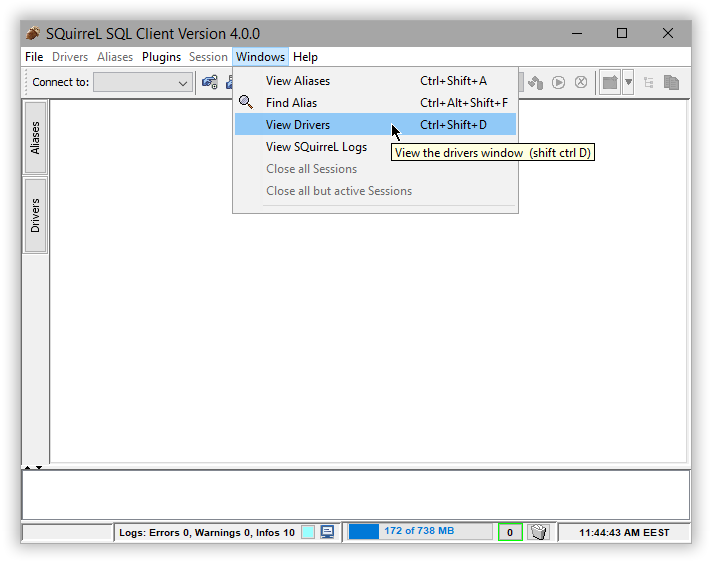 SQuirreL SQL Client Version 4.0.0
File Drivers Aliases Plugins Session Windows Help
Connect to:
View Aliases Ctrl+Shift+A
Find Alias Ctrl+Alt+Shift+F
View Drivers Ctrl+Shift+D
View SQuirreL Logs
View the drivers window (shift ctrl D)
Close all Sessions
Close all but active Sessions
Aliases
Drivers
Logs: Errors 0, Warnings 0, Infos 10 172 of 738 MB 0 11:44:43 AM EEST